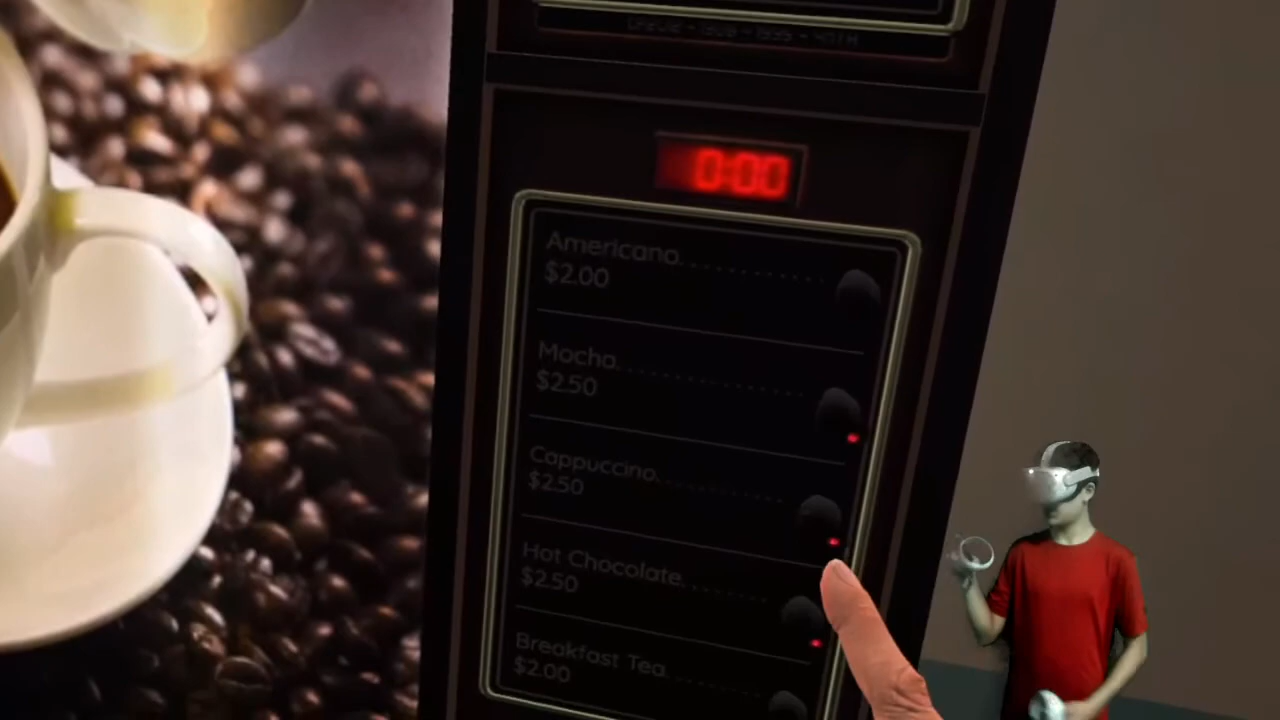 0:00
Americano
$2.00
Mocha
$2.50
Cappuccino
$2.50
Hot Chocolate
$2.50
Breakfast Tea
$2.00